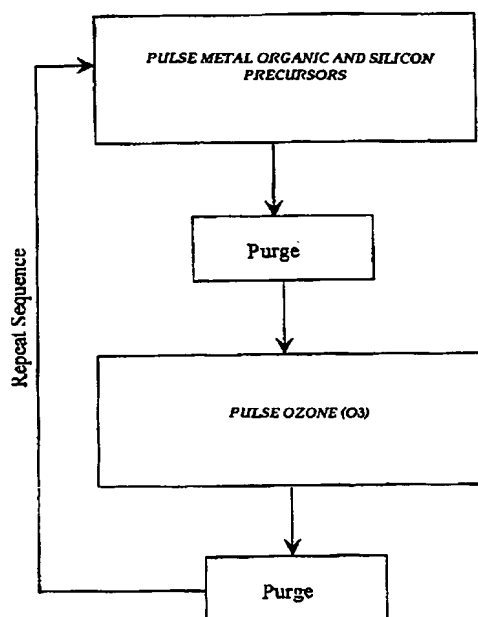 PULSE METAL ORGANIC AND SILICON
PRECURSORS
Purge
Repeat Sequence
PULSE OZONE (O3)
Purge